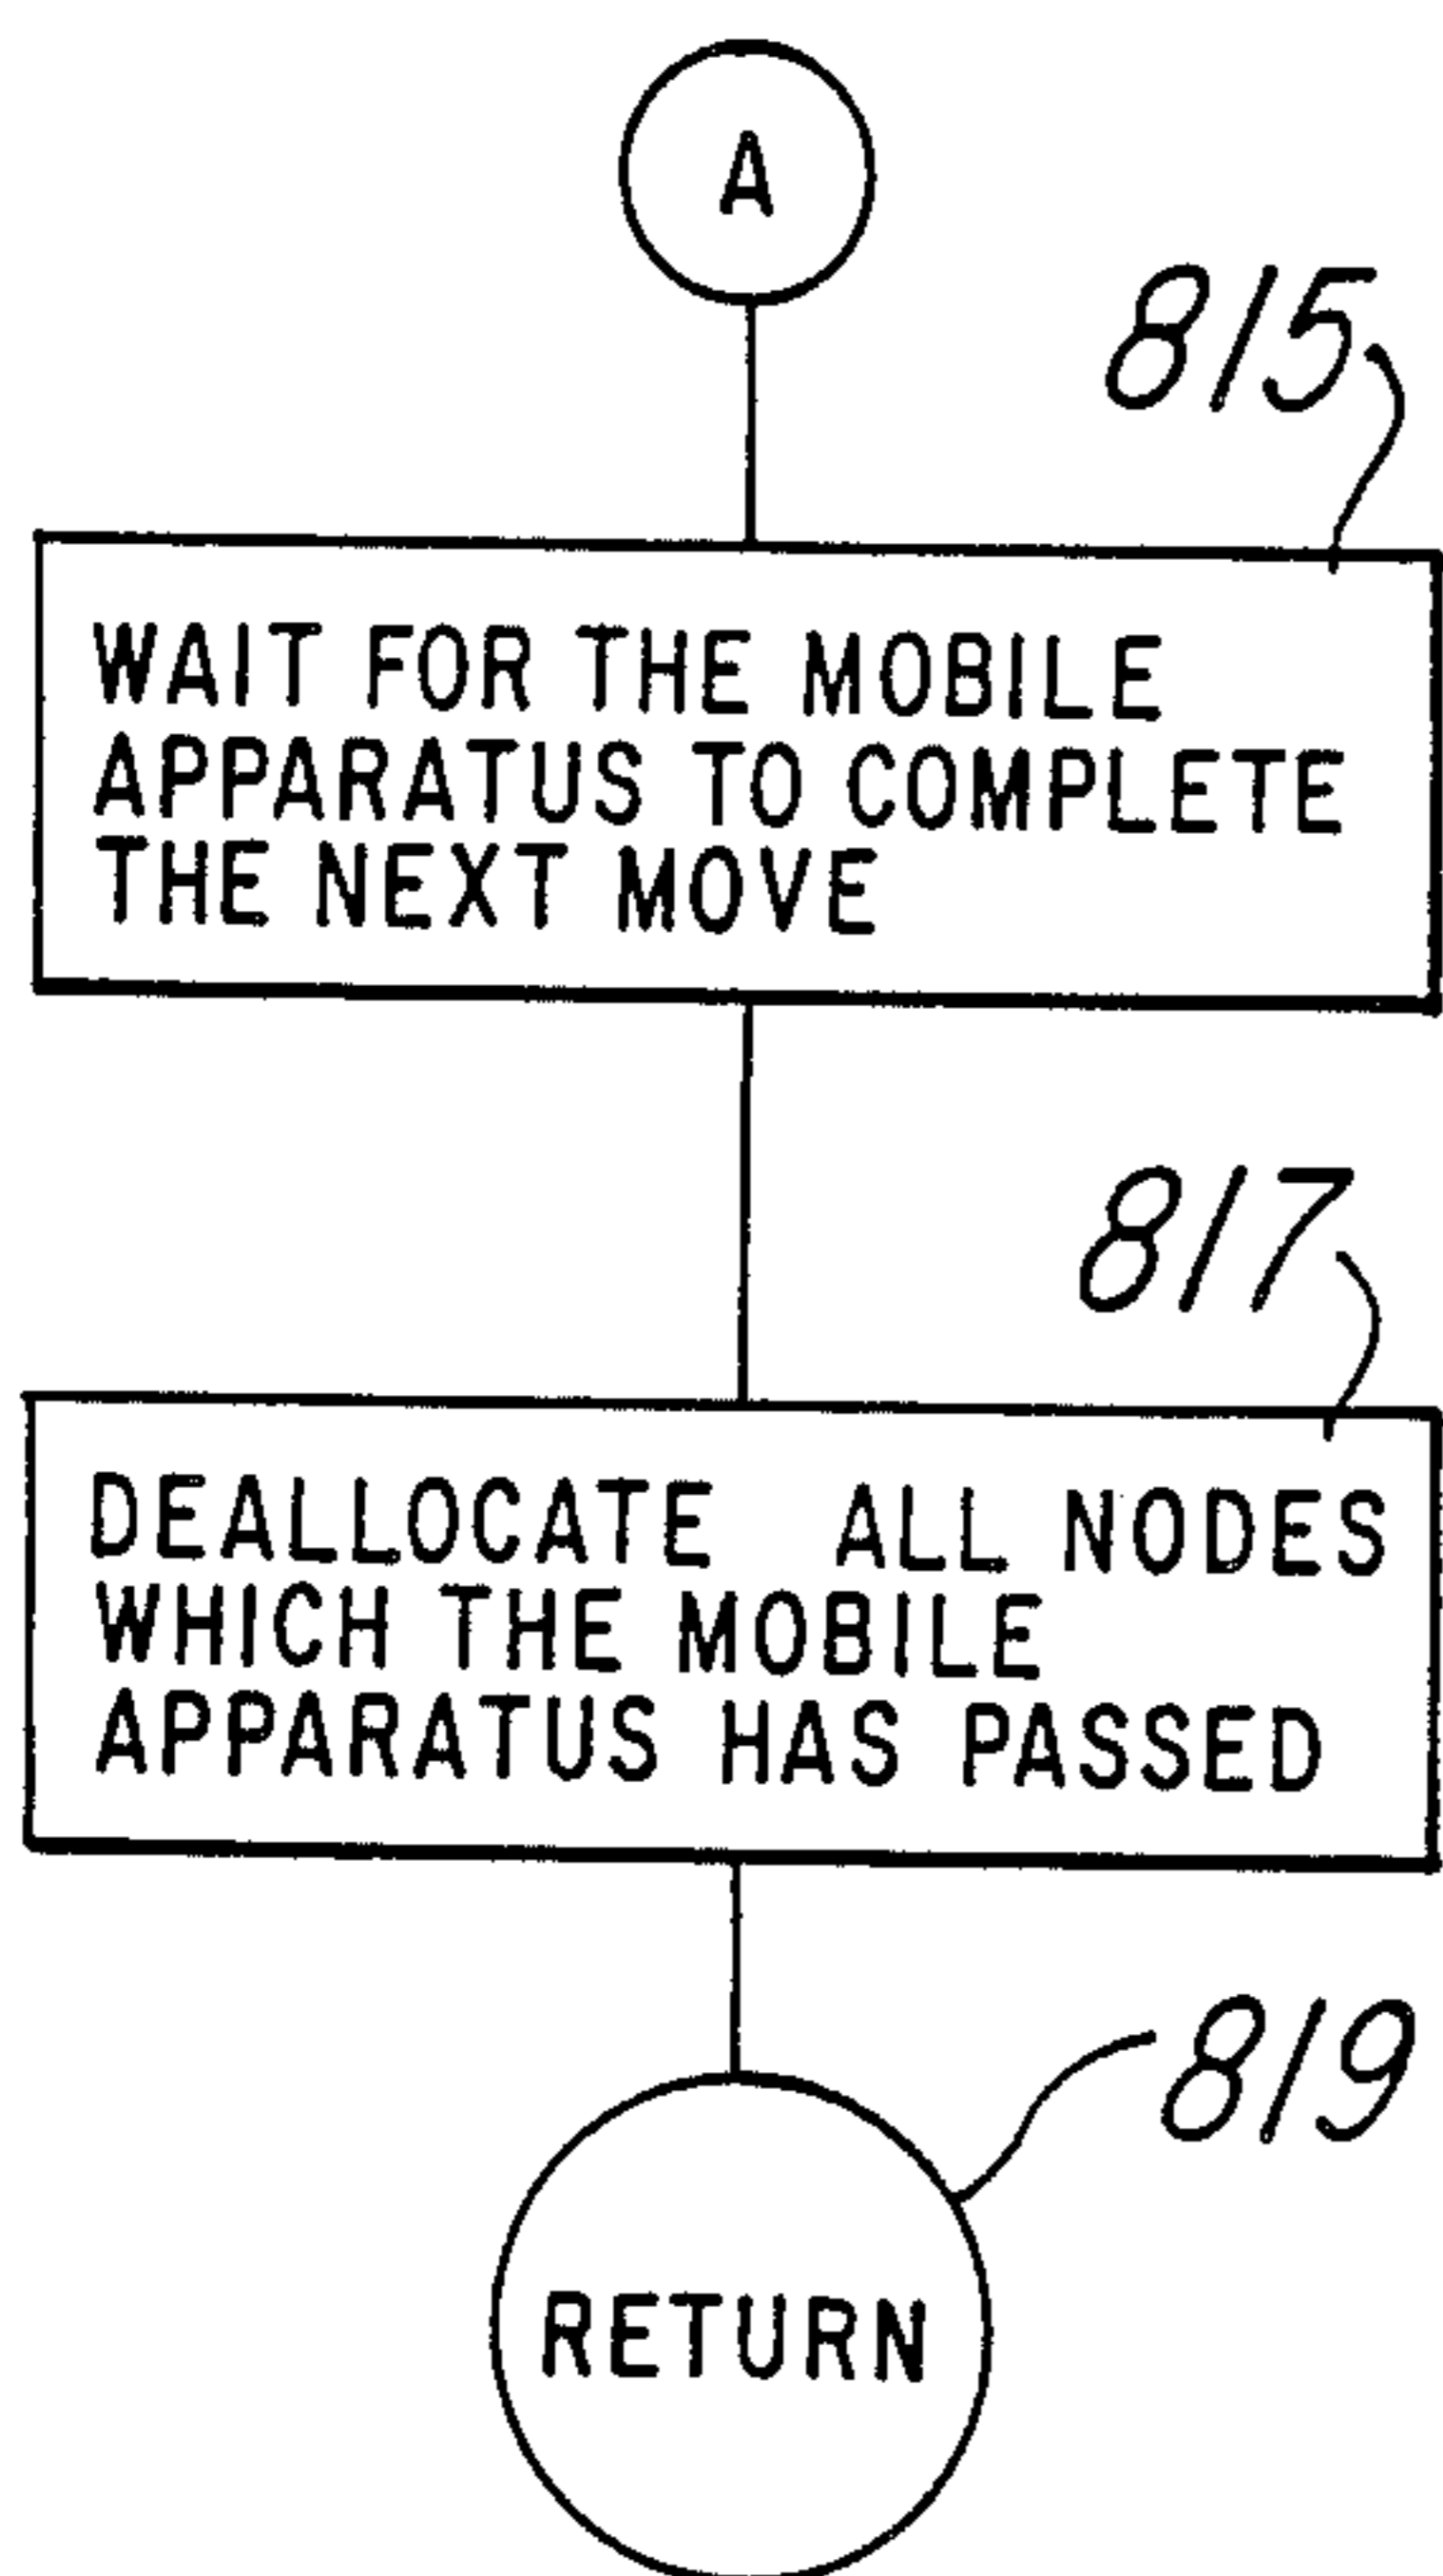 A
815
WAIT FOR THE MOBILE
APPARATUS TO COMPLETE
THE NEXT MOVE
817
DEALLOCATE ALL NODES
WHICH THE MOBILE
APPARATUS HAS PASSED
819
RETURN